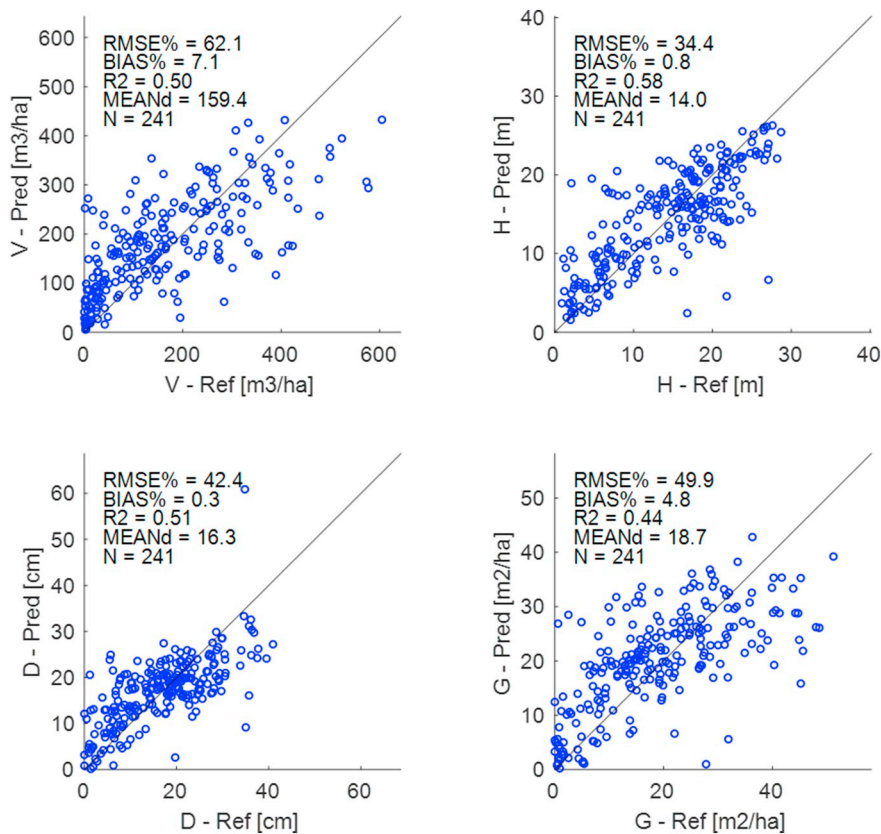 600
400
200
0
V - Pred [m3/ha]
RMSE% = 62.1
BIAS% = 7.1
R2 = 0.50
MEANd = 159.4
N = 241
500
300
100
0
200
400
600
V - Ref [m3/ha]
40
30
20
10
0
H - Pred [m]
RMSE% = 34.4
BIAS% = 0.8
R2 = 0.58
MEANd = 14.0
N = 241
0
10
20
30
40
H - Ref [m]
60
50
40
30
20
10
0
D - Pred [cm]
RMSE% = 42.4
BIAS% = 0.3
R2 = 0.51
MEANd = 16.3
N = 241
0
20
40
60
D - Ref [cm]
50
40
30
20
10
0
G - Pred [m2/ha]
RMSE% = 49.9
BIAS% = 4.8
R2 = 0.44
MEANd = 18.7
N = 241
0
20
40
G - Ref [m2/ha]